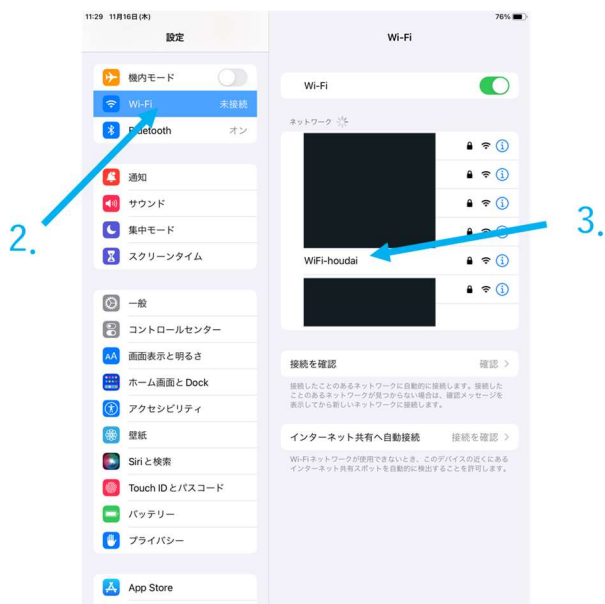 11:29 11月16日(木)
76%
設定
機内モード
Wi-Fi 未接続
Bluetooth オン
通知
サウンド
集中モード
スクリーンタイム
一般
コントロールセンター
画面表示と明るさ
ホーム画面とDock
アクセシビリティ
壁紙
Siriと検索
Touch IDとパスコード
バッテリー
プライバシー
App Store
2.
Wi-Fi
Wi-Fi
ネットワーク
WiFi-houdai
接続を確認 確認
接続したことのあるネットワークに自動的に接続します。接続した
ことのあるネットワークが見つからない場合は、確認メッセージを
表示してから新しいネットワークに接続します。
インターネット共有へ自動接続 接続を確認
Wi-Fiネットワークが使用できないとき、このデバイスの近くにある
インターネット共有スポットを自動的に検出することを許可します。
3.